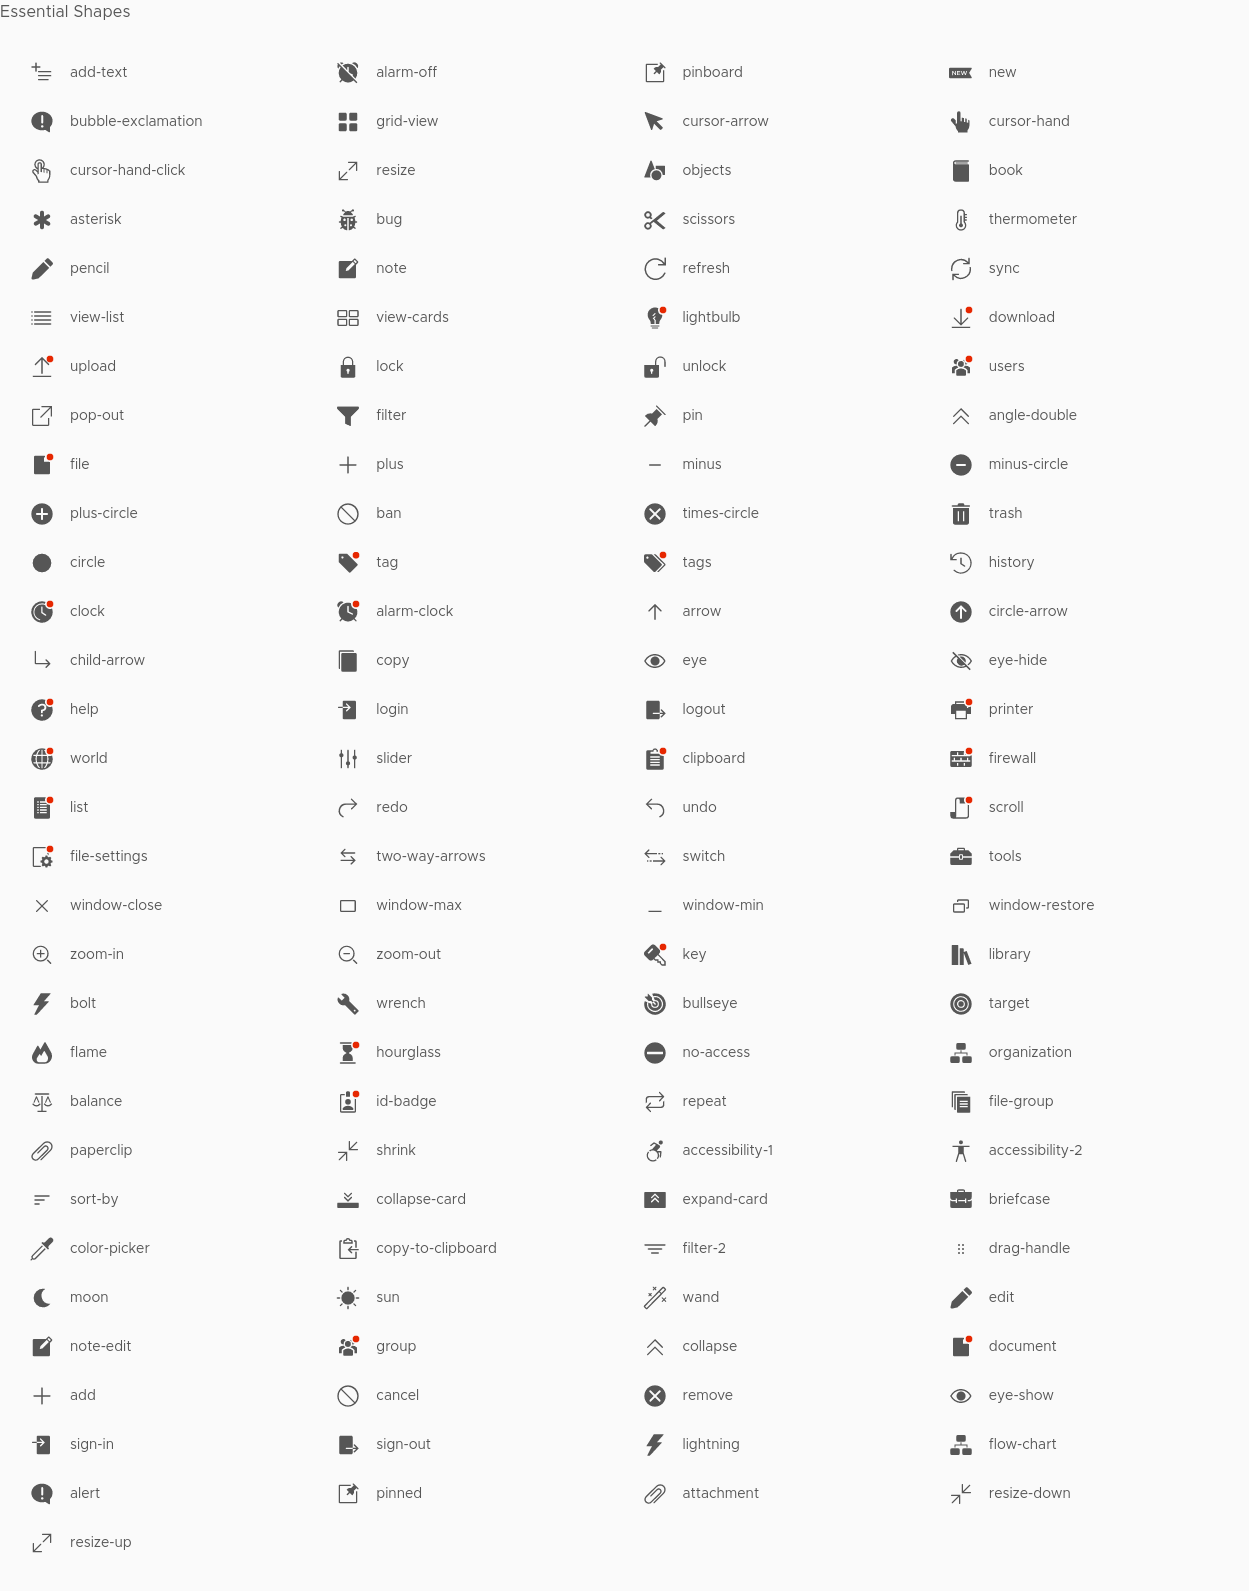 Essential Shapes
add-text alarm-off pinboard NEW new
bubble-exclamation grid-view cursor-arrow cursor-hand
cursor-hand-click resize objects book
asterisk bug scissors thermometer
pencil note refresh sync
view-list view-cards lightbulb download
upload lock unlock users
pop-out filter pin angle-double
file plus minus minus-circle
plus-circle ban times-circle trash
circle tag tags history
clock alarm-clock arrow circle-arrow
child-arrow copy eye eye-hide
help login logout printer
world slider clipboard firewall
list redo undo scroll
file-settings two-way-arrows switch tools
window-close window-max window-min window-restore
zoom-in zoom-out key library
bolt wrench bullseye target
flame hourglass no-access organization
balance id-badge repeat file-group
paperclip shrink accessibility-1 accessibility-2
sort-by collapse-card expand-card briefcase
color-picker copy-to-clipboard filter-2 drag-handle
moon sun wand edit
note-edit group collapse document
add cancel remove eye-show
sign-in sign-out lightning flow-chart
alert pinned attachment resize-down
resize-up